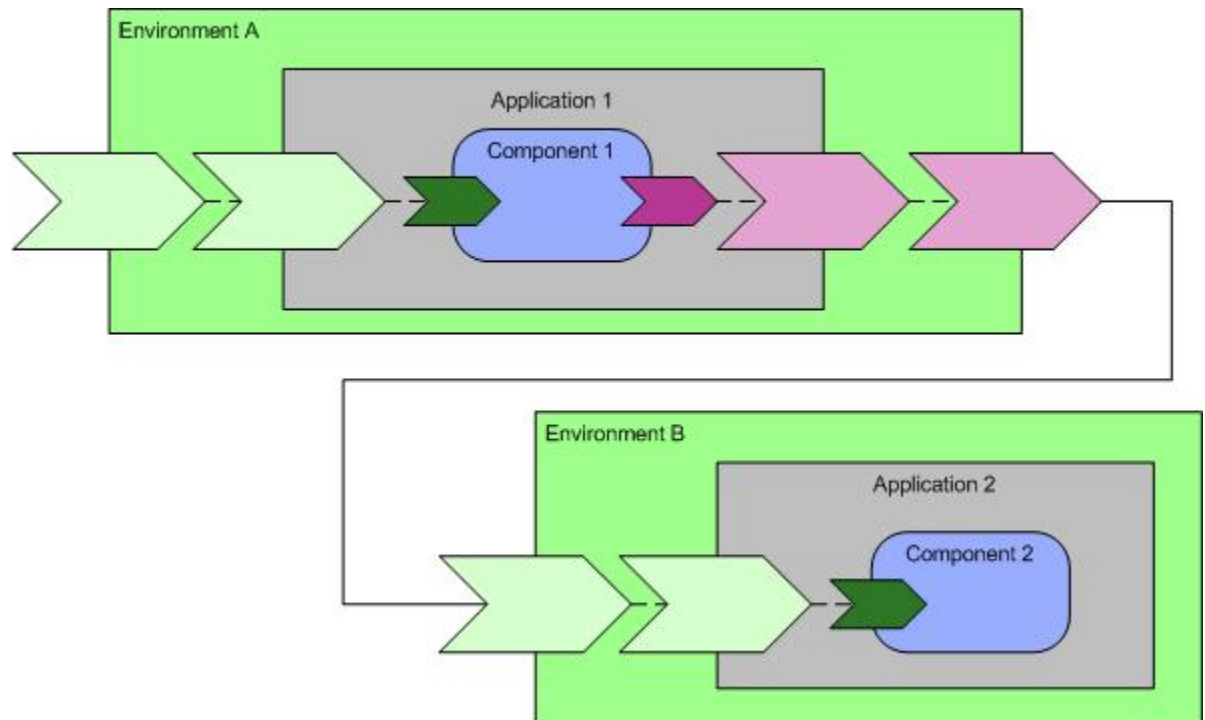 Environment A
Application 1
Component 1
Environment B
Application 2
Component 2